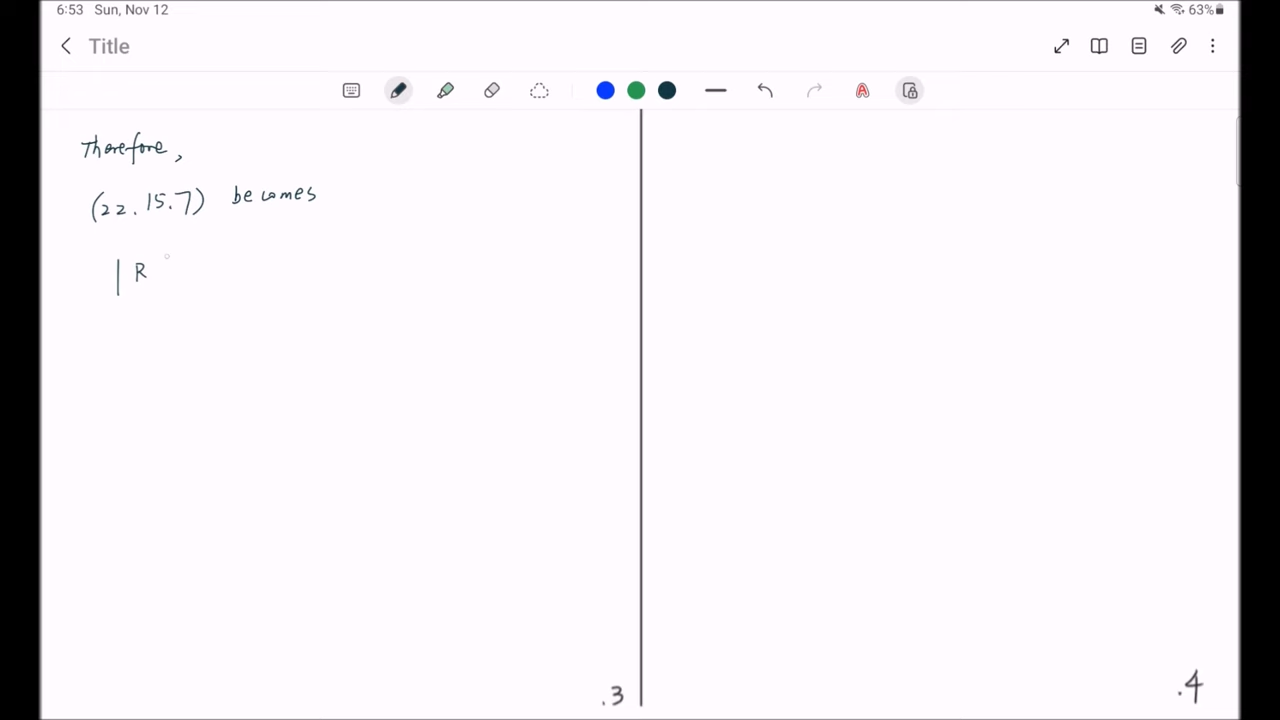 6:53 Sun, Nov 12
63%
Title
A
Therefore,
(22.15.7) becomes
| R
.3
.4